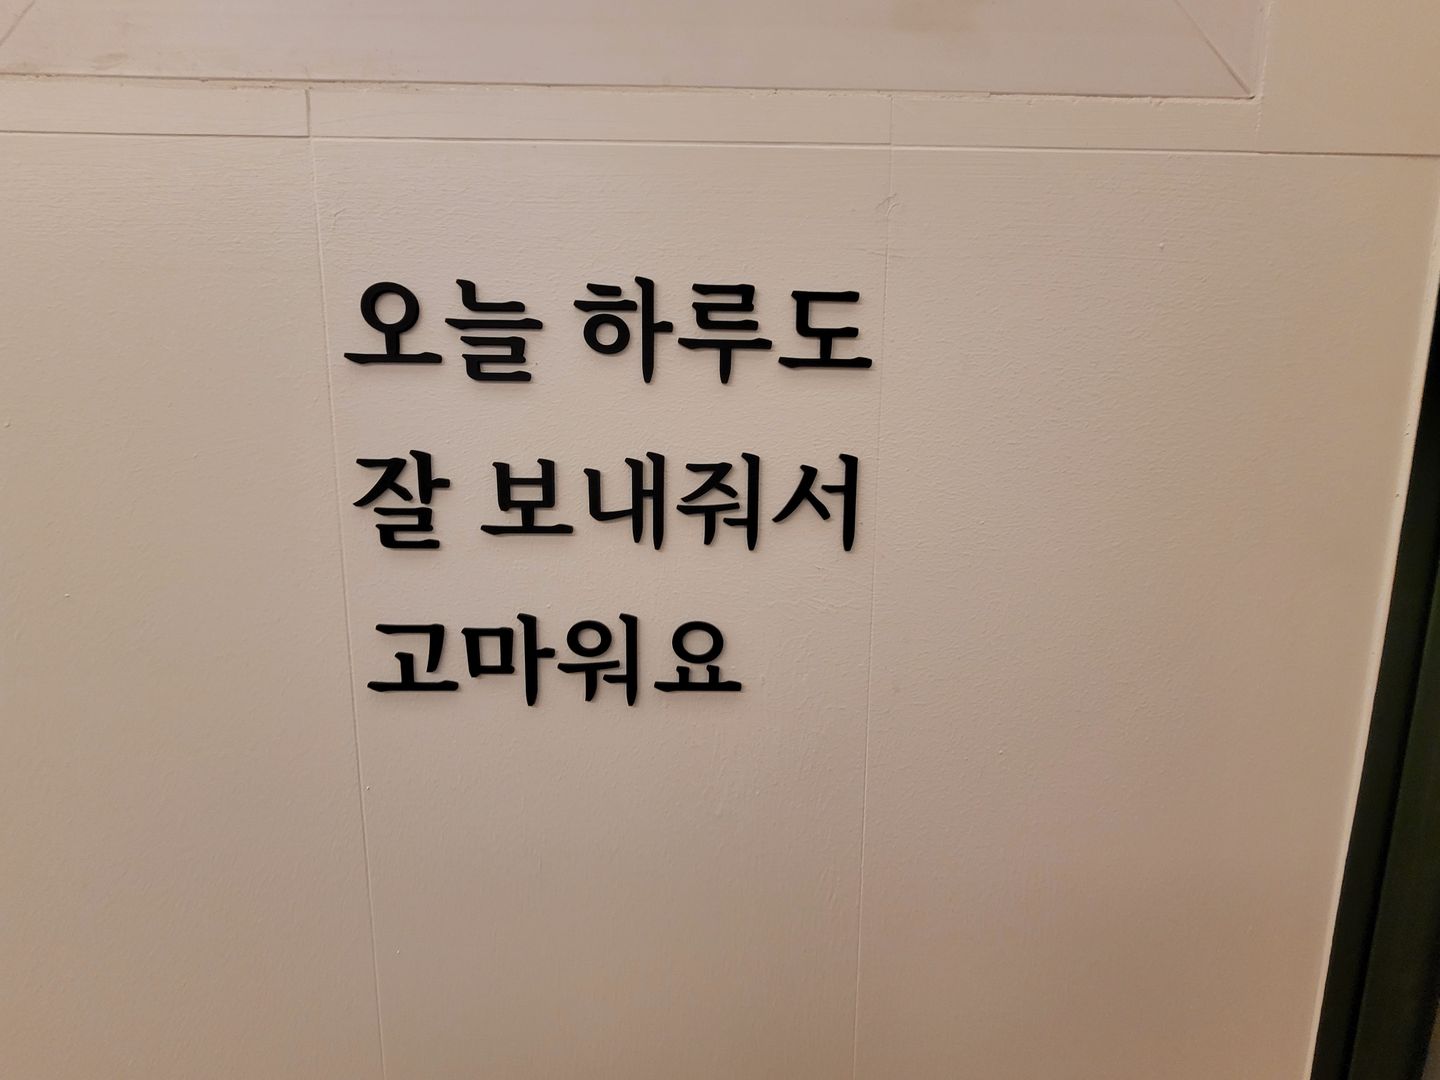 오늘 하루도
잘 보내줘서
고마워요